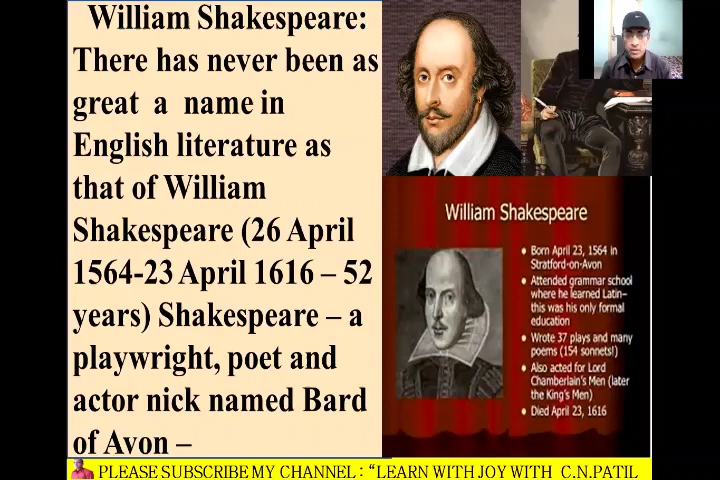 William Shakespeare:
There has never been as
great a name in
English literature as
that of William
Shakespeare (26 April
1564-23 April 1616 – 52
years) Shakespeare – a
playwright, poet and
actor nick named Bard
of Avon –
William Shakespeare
• Born April 23, 1564 in
Stratford-on-Avon
• Attended grammar school
where he learned Latin–
this was his only formal
education
• Wrote 37 plays and many
poems (154 sonnets!)
• Also acted for Lord
Chamberlain's Men (later
the King's Men)
• Died April 23, 1616
PLEASE SUBSCRIBE MY CHANNEL : “LEARN WITH JOY WITH C.N.PATIL